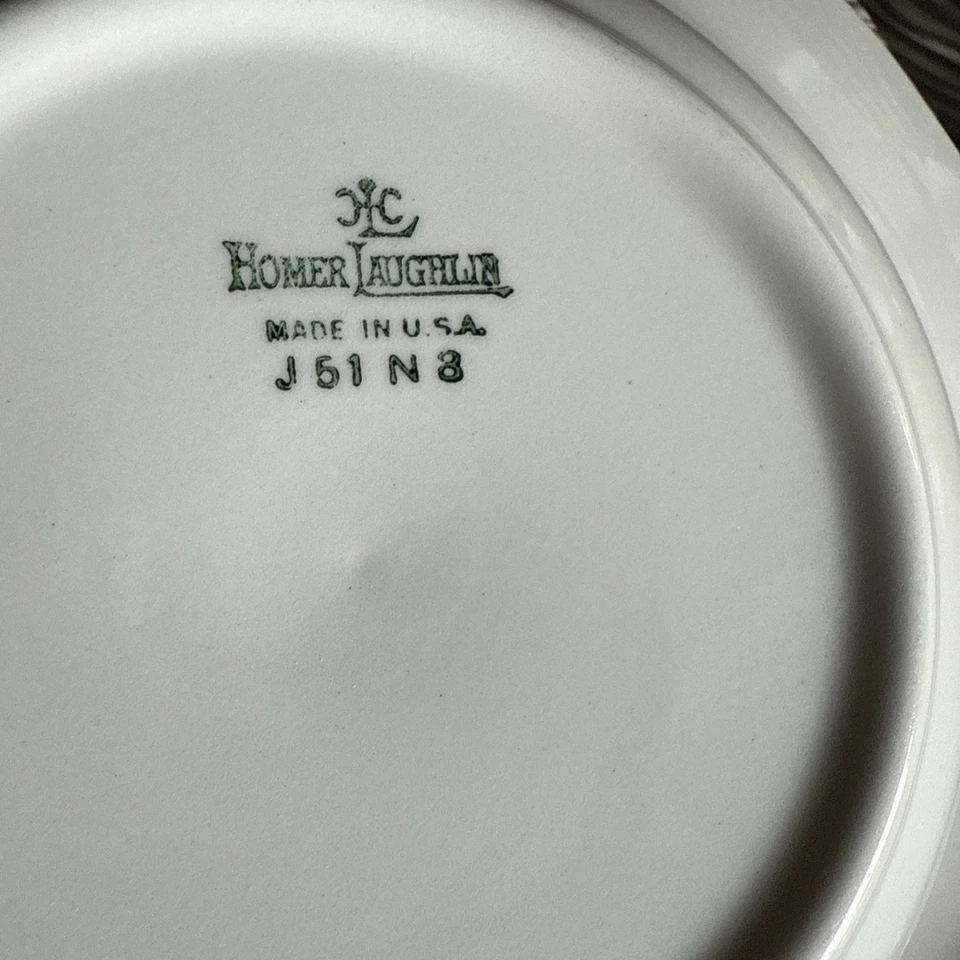 HLC
HOMER LAUGHLIN
MADE IN U.S.A.
J 51 N 8